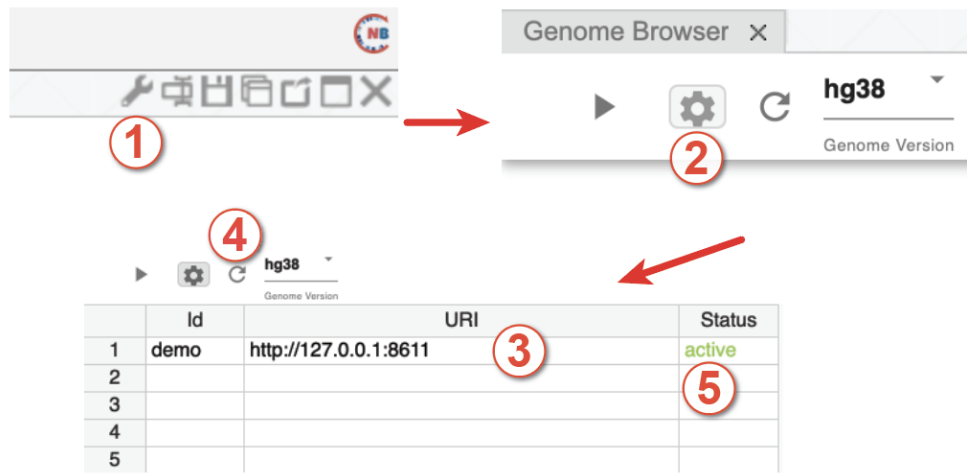 NB
1
Genome Browser
hg38
Genome Version
2
4
hg38
Genome Version
Id URI Status
1 demo http://127.0.0.1:8611 active
3
2
5
3
4
5